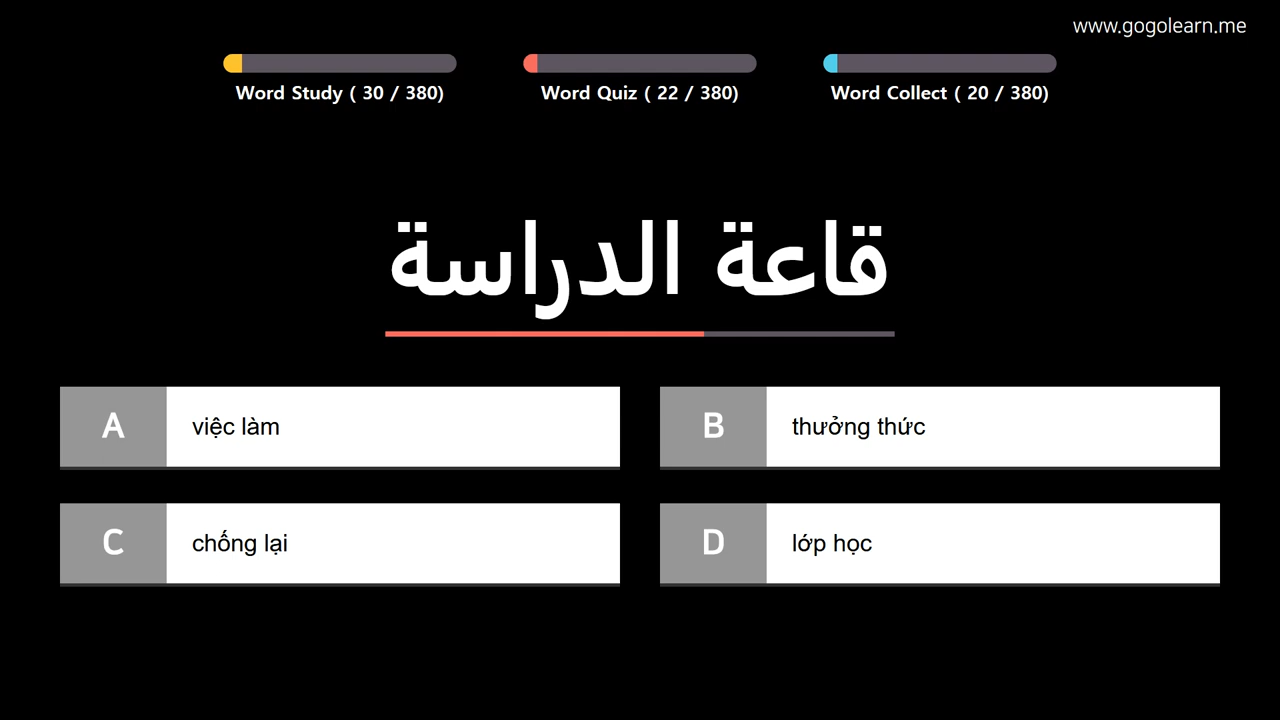 www.gogolearn.me
Word Study ( 30 / 380)
Word Quiz ( 22 / 380)
Word Collect ( 20 / 380)
قاعة الدراسة
A việc làm
B thưởng thức
C chống lại
D lớp học